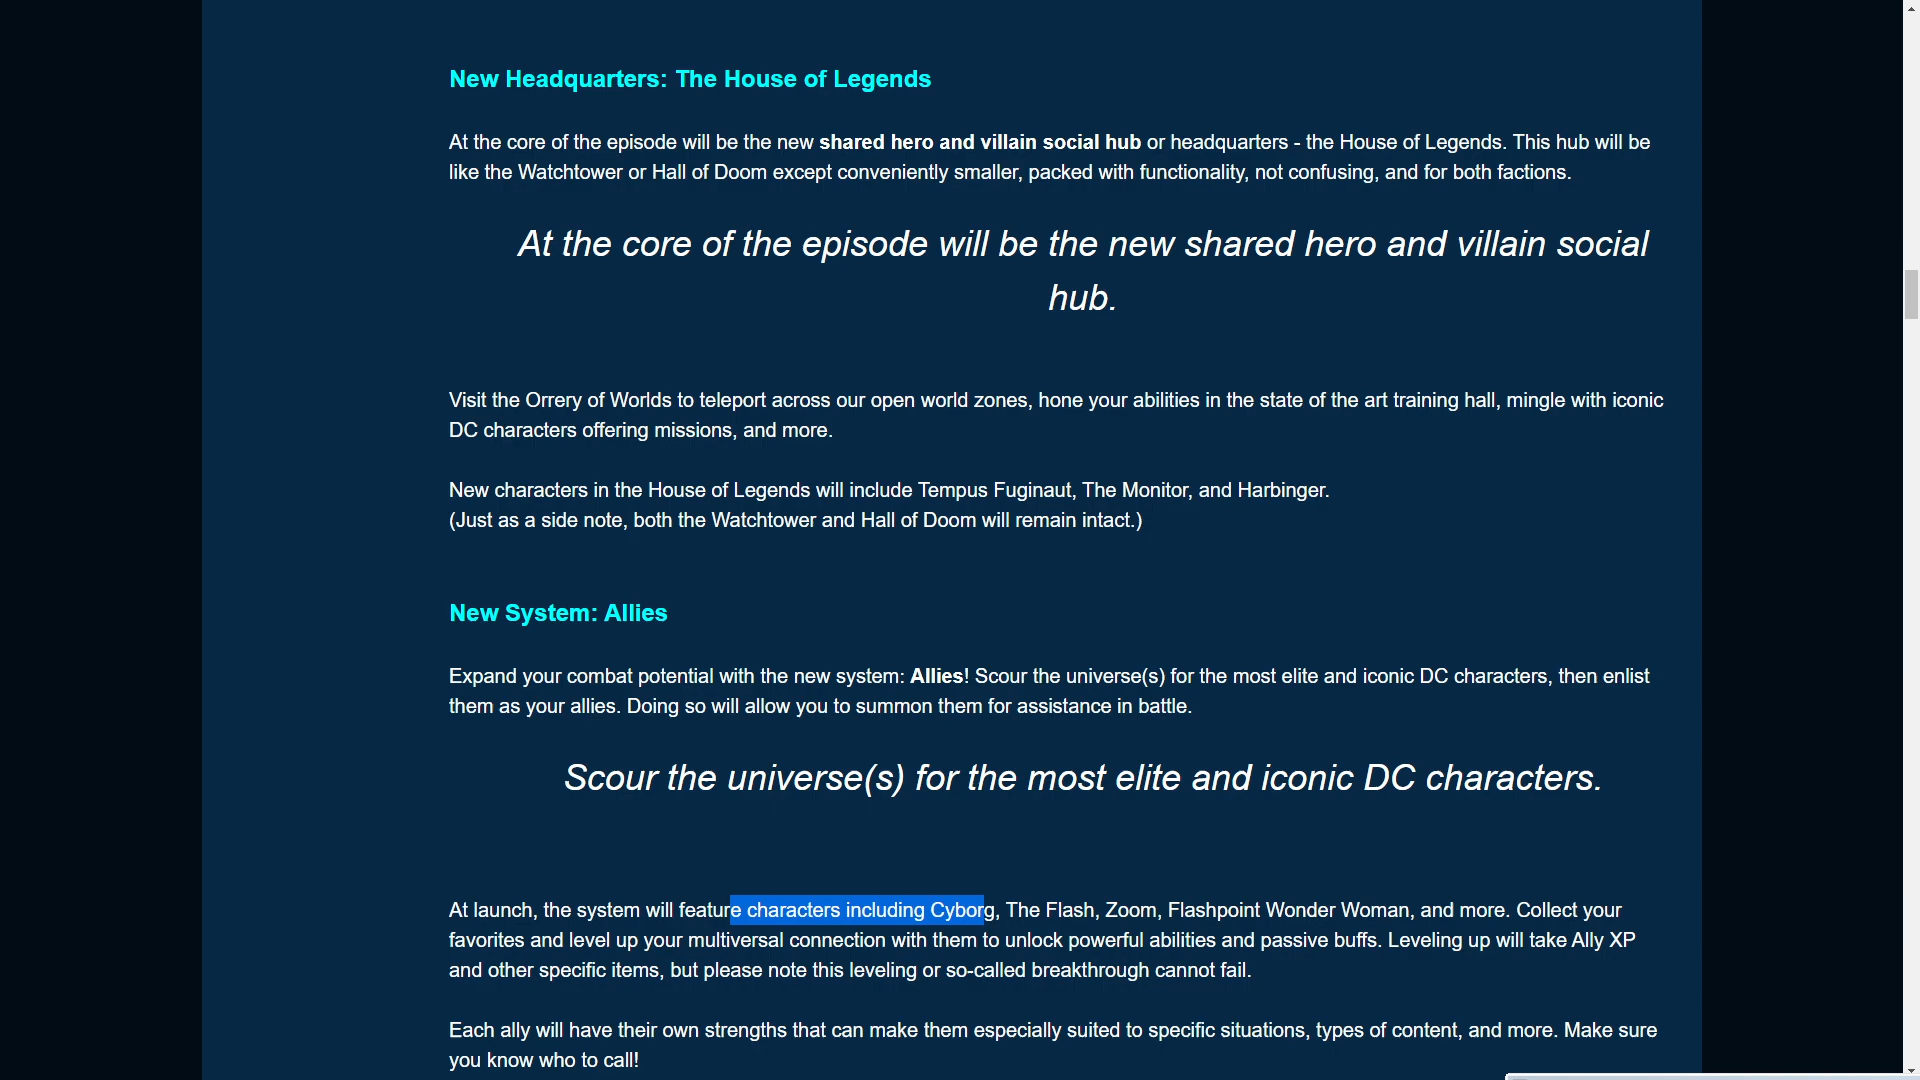 New Headquarters: The House of Legends
At the core of the episode will be the new shared hero and villain social hub or headquarters - the House of Legends. This hub will be
like the Watchtower or Hall of Doom except conveniently smaller, packed with functionality, not confusing, and for both factions.
At the core of the episode will be the new shared hero and villain social
hub.
Visit the Orrery of Worlds to teleport across our open world zones, hone your abilities in the state of the art training hall, mingle with iconic
DC characters offering missions, and more.
New characters in the House of Legends will include Tempus Fuginaut, The Monitor, and Harbinger.
(Just as a side note, both the Watchtower and Hall of Doom will remain intact.)
New System: Allies
Expand your combat potential with the new system: Allies! Scour the universe(s) for the most elite and iconic DC characters, then enlist
them as your allies. Doing so will allow you to summon them for assistance in battle.
Scour the universe(s) for the most elite and iconic DC characters.
At launch, the system will feature characters including Cyborg, The Flash, Zoom, Flashpoint Wonder Woman, and more. Collect your
favorites and level up your multiversal connection with them to unlock powerful abilities and passive buffs. Leveling up will take Ally XP
and other specific items, but please note this leveling or so-called breakthrough cannot fail.
Each ally will have their own strengths that can make them especially suited to specific situations, types of content, and more. Make sure
you know who to call!